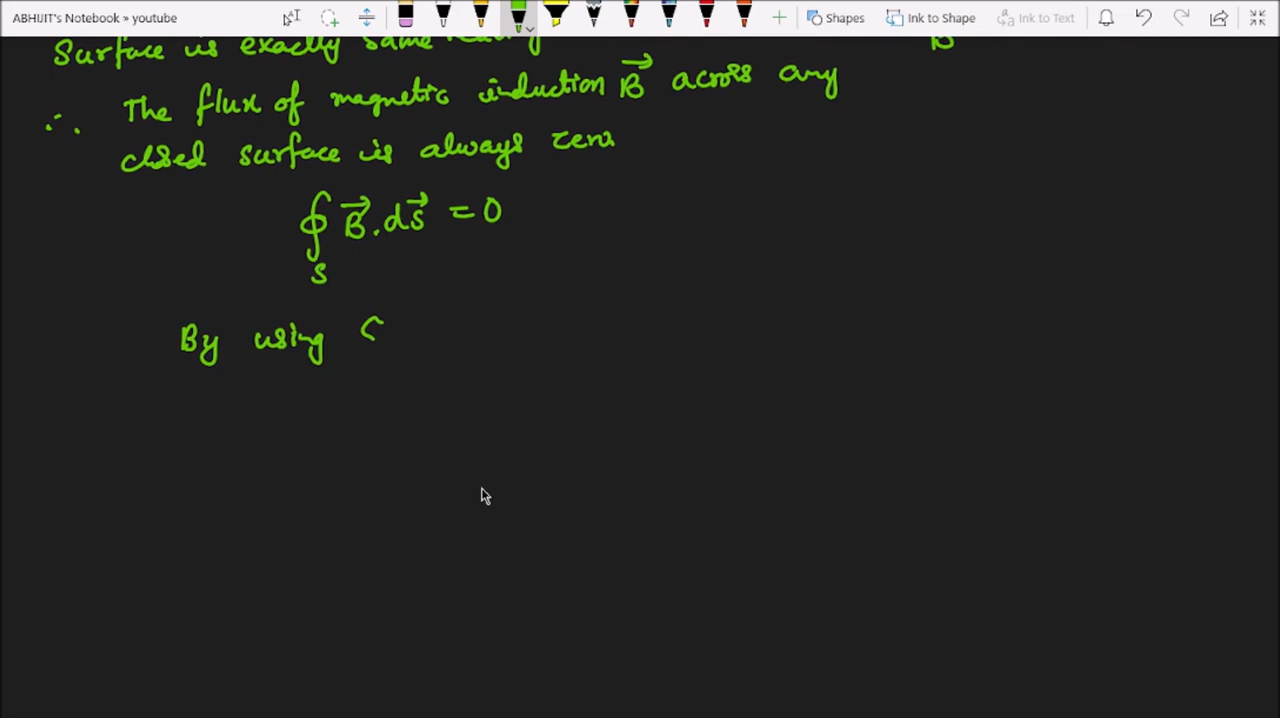 ABHIJIT's Notebook » youtube
Shapes
Ink to Shape
Ink to Text
Surface is exactly same
B
∴ The flux of magnetic induction B⃗ across any
closed surface is always zero
∮ B⃗ . ds⃗ = 0
S
By using G